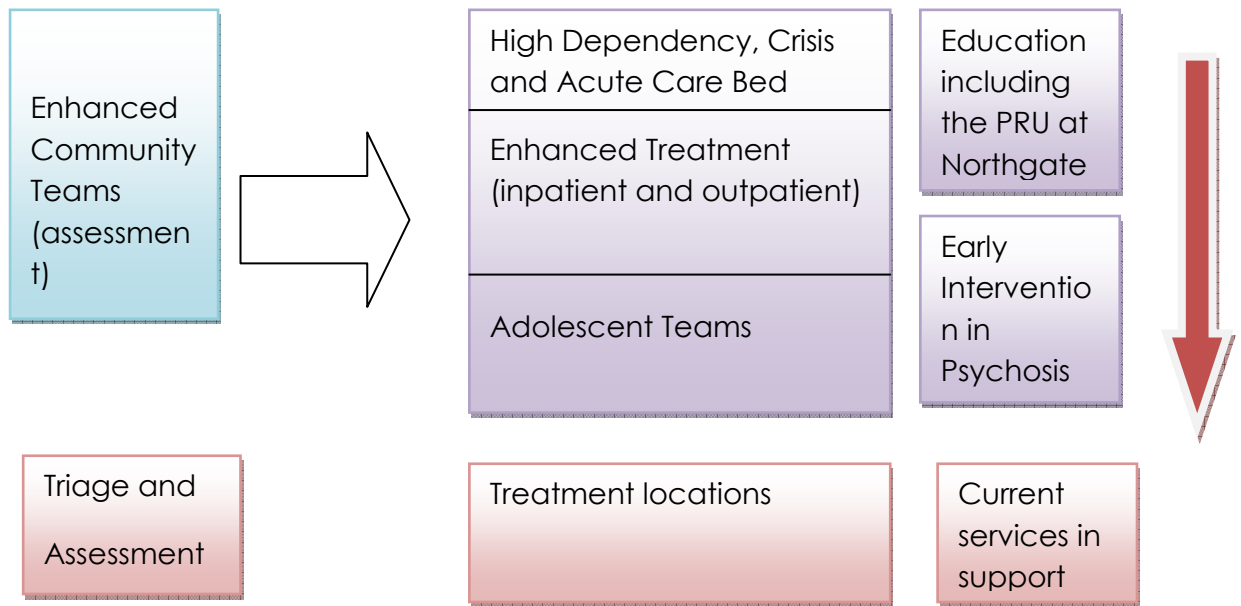 Enhanced
Community
Teams
(assessmen
t)
High Dependency, Crisis
and Acute Care Bed
Enhanced Treatment
(inpatient and outpatient)
Adolescent Teams
Education
including
the PRU at
Northgate
Early
Interventio
n in
Psychosis
Triage and
Assessment
Treatment locations
Current
services in
support